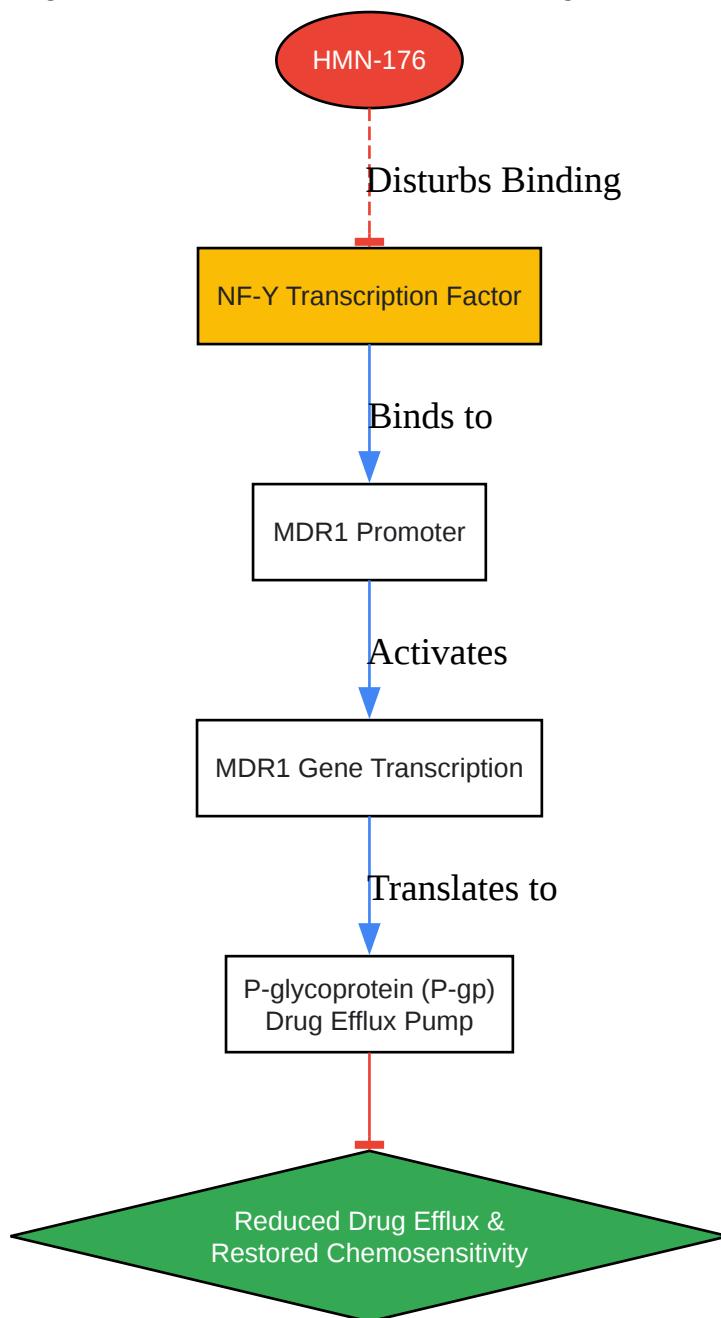 HMN-176
Disturbs Binding
NF-Y Transcription Factor
Binds to
MDR1 Promoter
Activates
MDR1 Gene Transcription
Translates to
P-glycoprotein (P-gp)
Drug Efflux Pump
Reduced Drug Efflux &
Restored Chemosensitivity